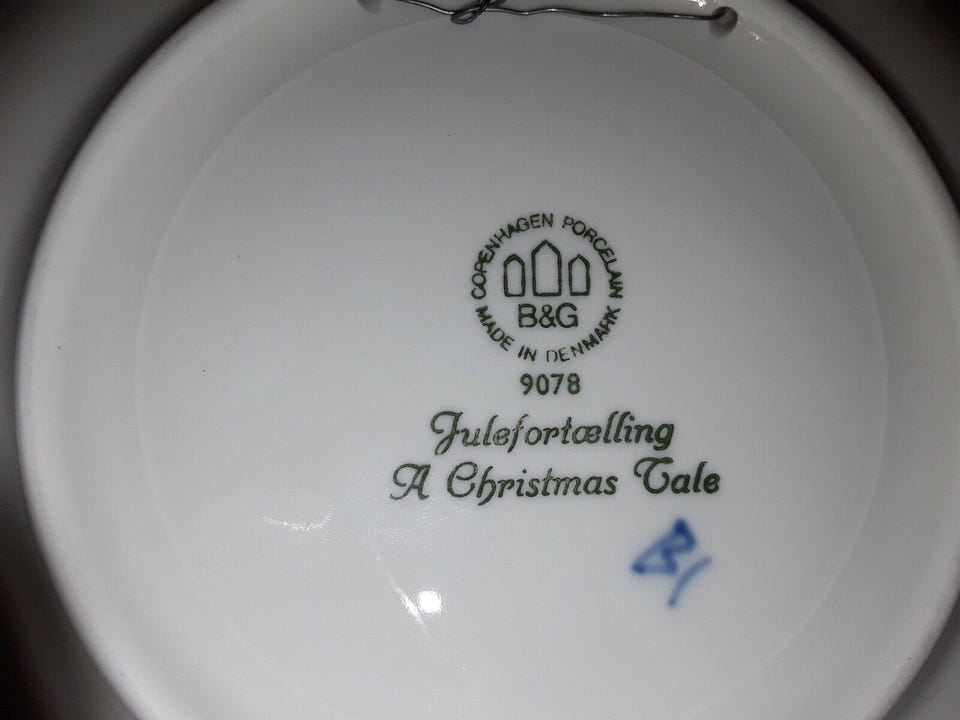 COPENHAGEN PORCELAIN
B&G
MADE IN DENMARK
9078
Julefortælling
A Christmas Tale